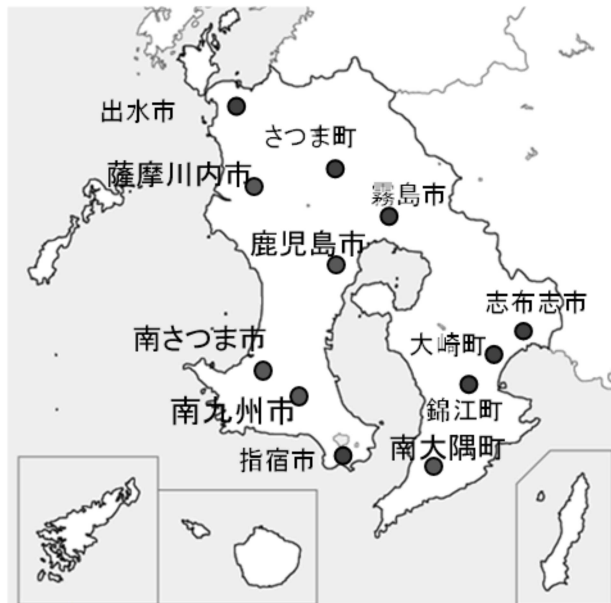 出水市
さつま町
薩摩川内市
霧島市
鹿児島市
志布志市
南さつま市
大崎町
南九州市
錦江町
指宿市
南大隅町